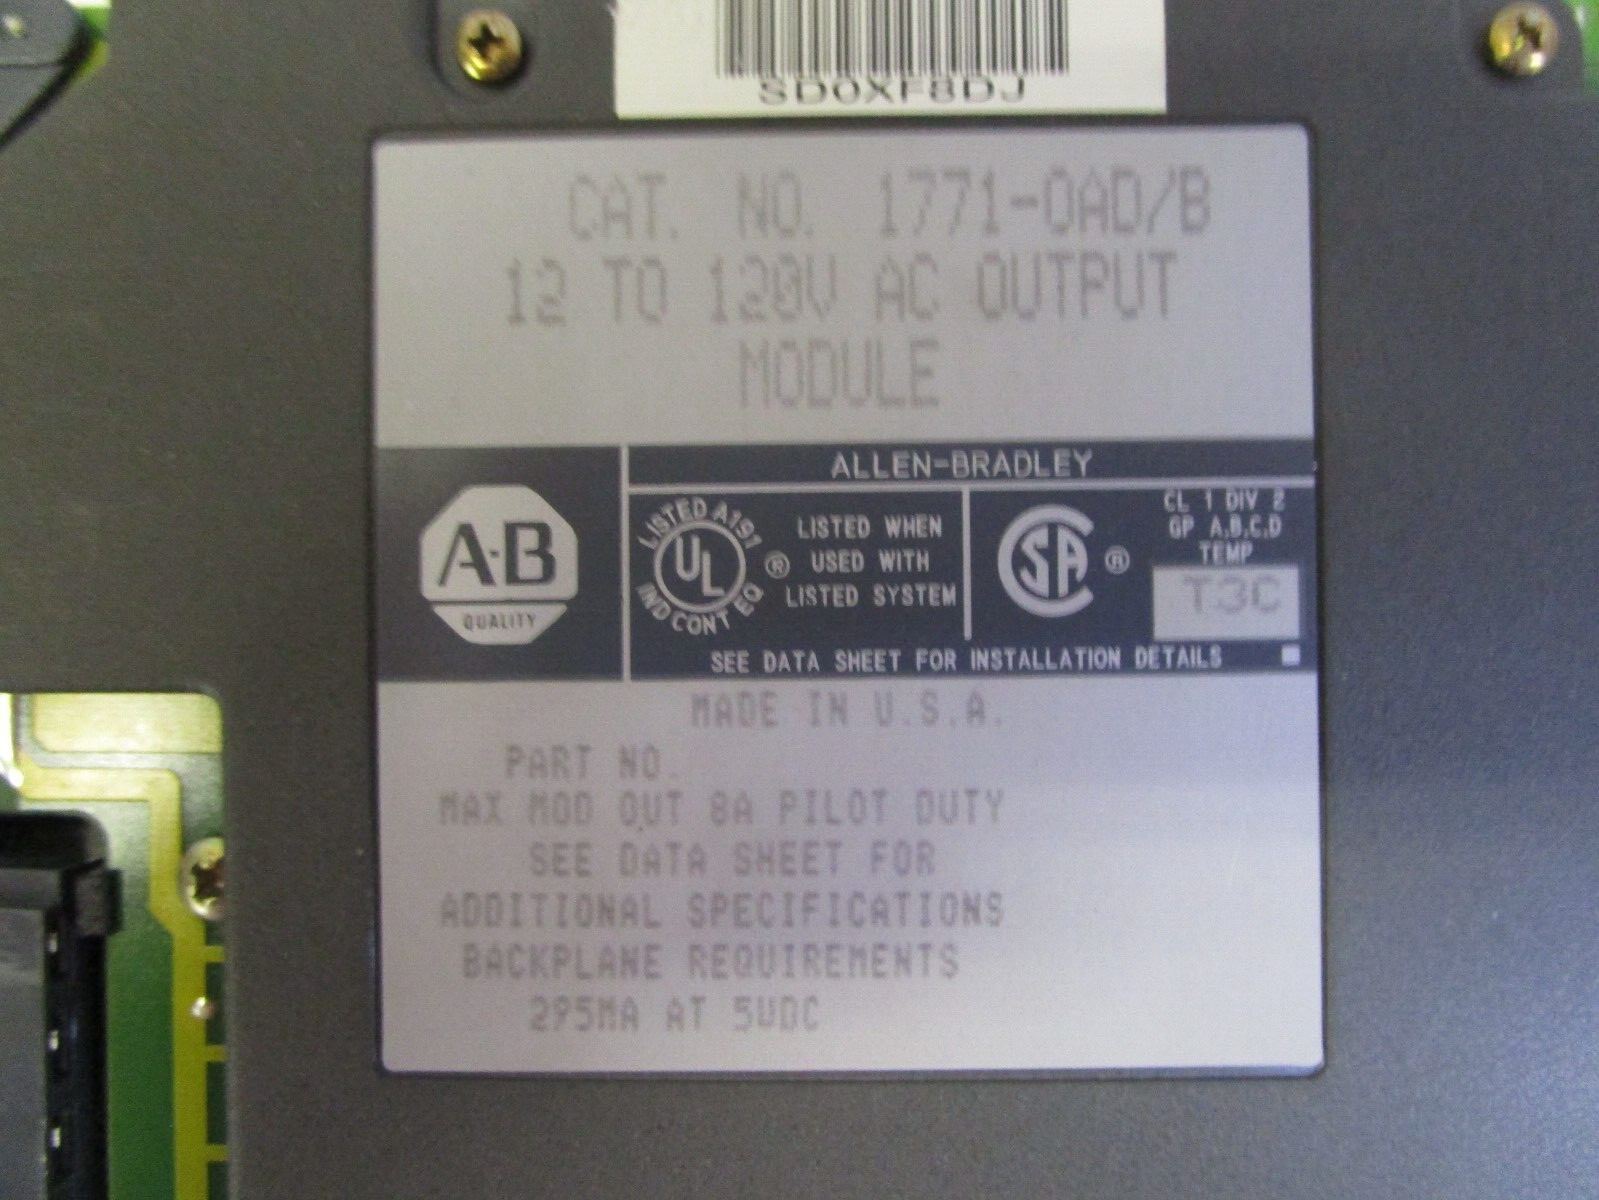 SD0XF8DJ
CAT. NO. 1771-OAD/B
12 TO 120V AC OUTPUT
MODULE
ALLEN-BRADLEY
A-B
QUALITY
LISTED A191
UL
®
IND CONT EQ
LISTED WHEN
USED WITH
LISTED SYSTEM
CSA
®
CL 1 DIV 2
GP A,B,C,D
TEMP
T3C
SEE DATA SHEET FOR INSTALLATION DETAILS
MADE IN U.S.A.
PART NO.
MAX MOD OUT 8A PILOT DUTY
SEE DATA SHEET FOR
ADDITIONAL SPECIFICATIONS
BACKPLANE REQUIREMENTS
295MA AT 5VDC